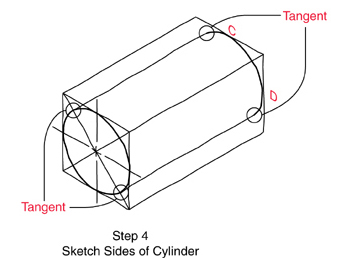 Tangent
C
D
Tangent
Step 4
Sketch Sides of Cylinder